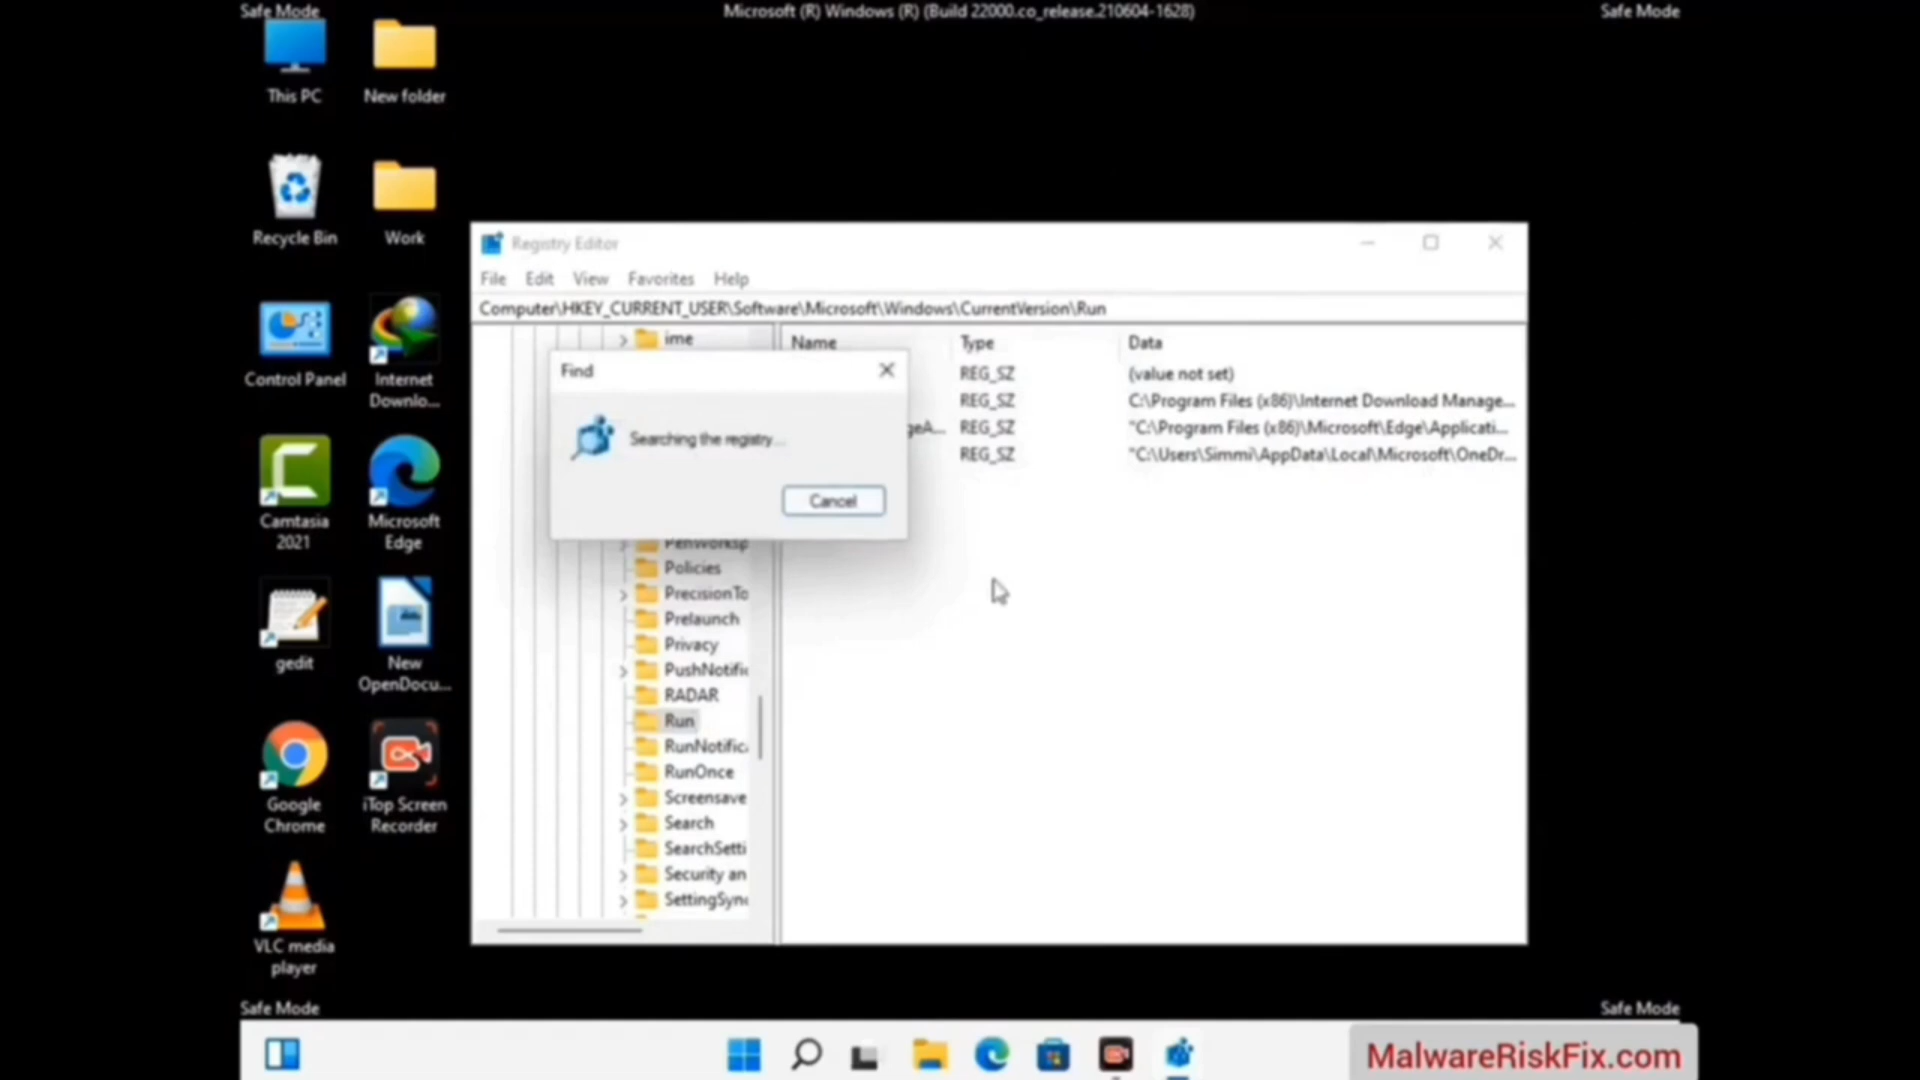 Safe Mode
Microsoft (R) Windows (R) (Build 22000.co_release.210604-1628)
Safe Mode
This PC
New folder
Recycle Bin
Work
Control Panel
Internet
Downlo...
Camtasia
2021
Microsoft
Edge
gedit
New
OpenDocu...
Google
Chrome
iTop Screen
Recorder
VLC media
player
Registry Editor
File Edit View Favorites Help
Computer\HKEY_CURRENT_USER\Software\Microsoft\Windows\CurrentVersion\Run
ime
Name Type Data
REG_SZ (value not set)
REG_SZ C:\Program Files (x86)\Internet Download Manage...
geA... REG_SZ "C:\Program Files (x86)\Microsoft\Edge\Applicati...
REG_SZ "C:\Users\Simmi\AppData\Local\Microsoft\OneDr...
Find
Searching the registry...
Cancel
PenWorksp
Policies
PrecisionTo
Prelaunch
Privacy
PushNotific
RADAR
Run
RunNotific
RunOnce
Screensave
Search
SearchSetti
Security an
SettingSync
Safe Mode
Safe Mode
MalwareRiskFix.com